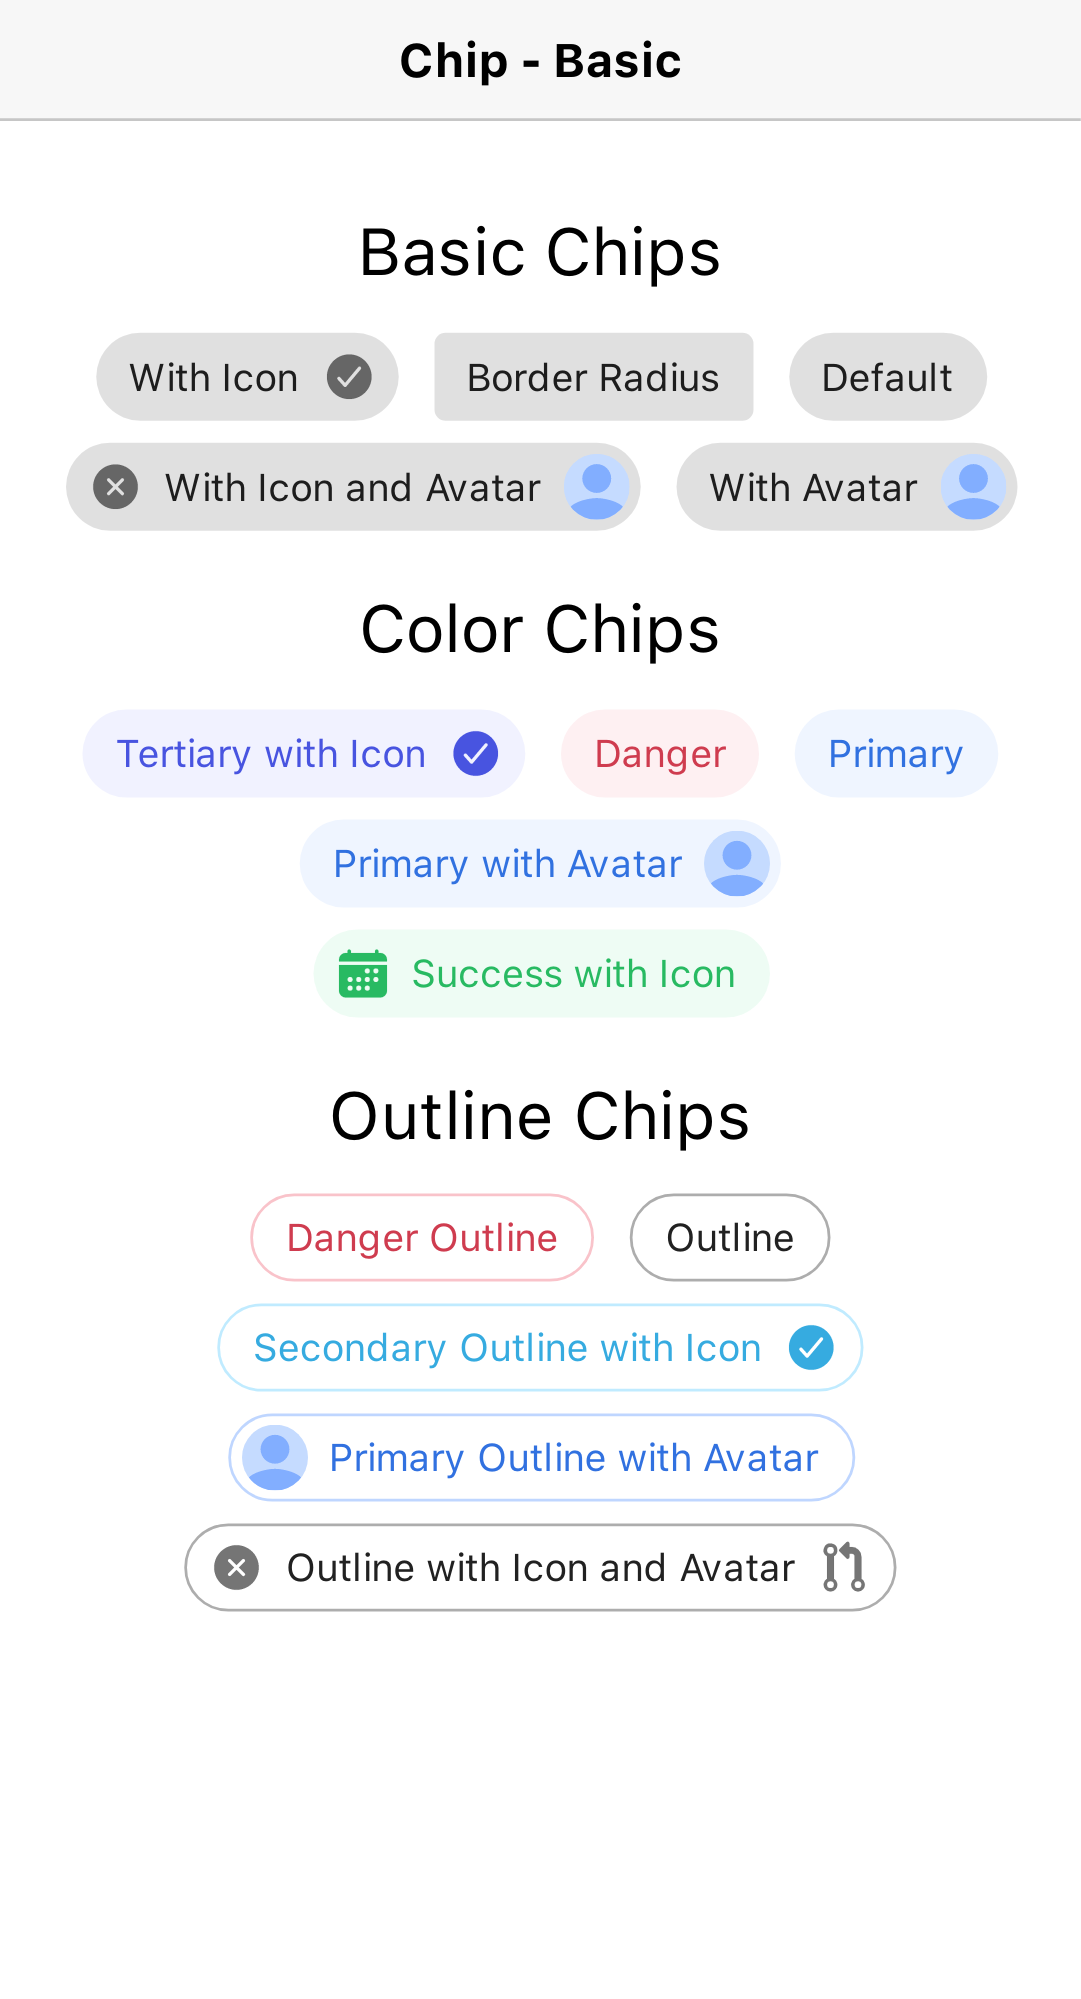 Chip - Basic
Basic Chips
With Icon
Border Radius
Default
With Icon and Avatar
With Avatar
Color Chips
Tertiary with Icon
Danger
Primary
Primary with Avatar
Success with Icon
Outline Chips
Danger Outline
Outline
Secondary Outline with Icon
Primary Outline with Avatar
Outline with Icon and Avatar